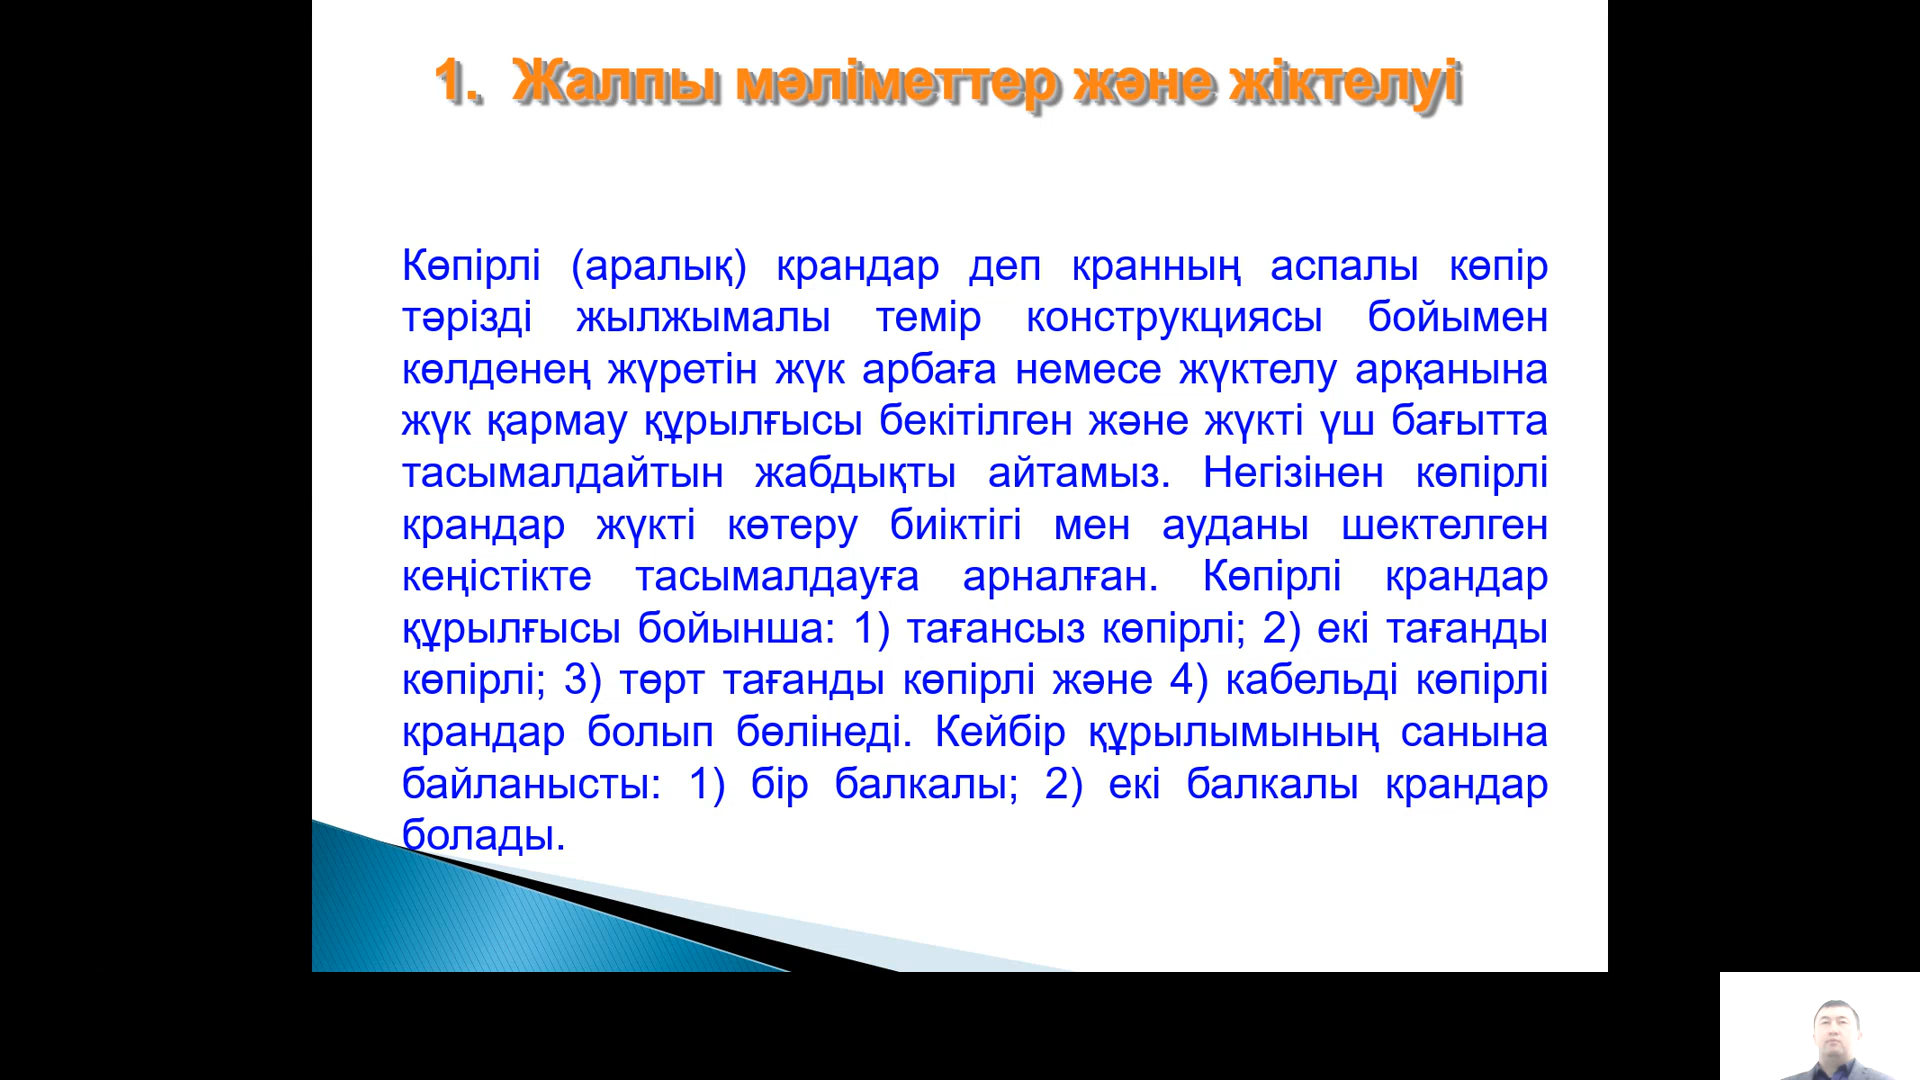 1. Жалпы мәліметтер және жіктелуі
Көпірлі (аралық) крандар деп кранның аспалы көпір
тәрізді жылжымалы темір конструкциясы бойымен
көлденең жүретін жүк арбаға немесе жүктелу арқанына
жүк қармау құрылғысы бекітілген және жүкті үш бағытта
тасымалдайтын жабдықты айтамыз. Негізінен көпірлі
крандар жүкті көтеру биіктігі мен ауданы шектелген
кеңістікте тасымалдауға арналған. Көпірлі крандар
құрылғысы бойынша: 1) тағансыз көпірлі; 2) екі тағанды
көпірлі; 3) төрт тағанды көпірлі және 4) кабельді көпірлі
крандар болып бөлінеді. Кейбір құрылымының санына
байланысты: 1) бір балкалы; 2) екі балкалы крандар
болады.